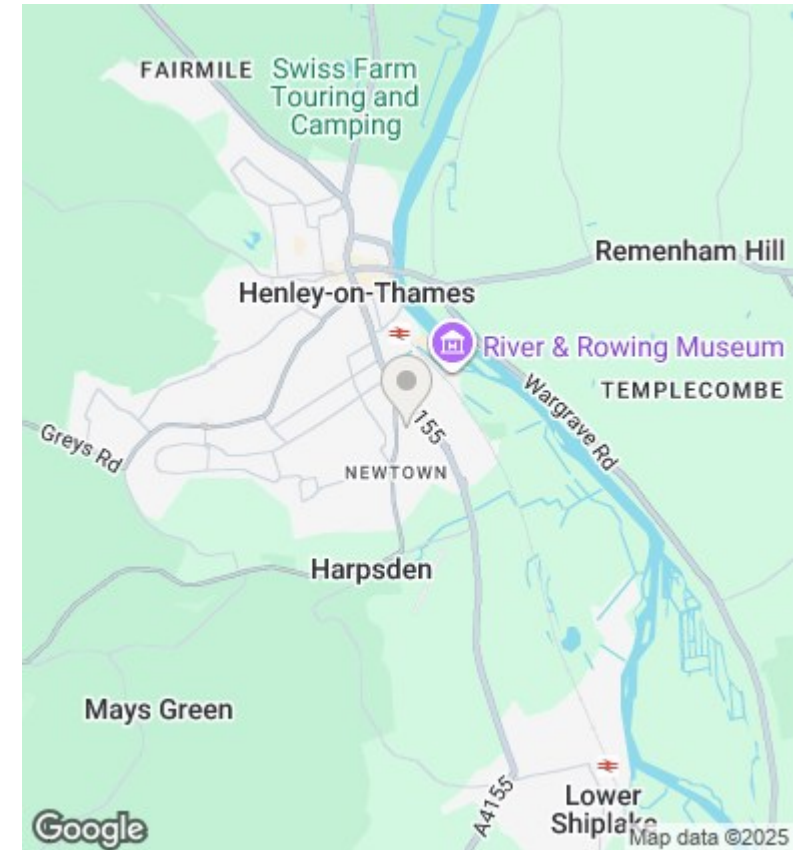 FAIRMILE
Swiss Farm
Touring and
Camping
Remenham Hill
Henley-on-Thames
River & Rowing Museum
TEMPLECOMBE
Wargrave Rd
155
Greys Rd
NEWTOWN
Harpsden
Mays Green
A4155
Lower
Shiplake
Google
Map data ©2025